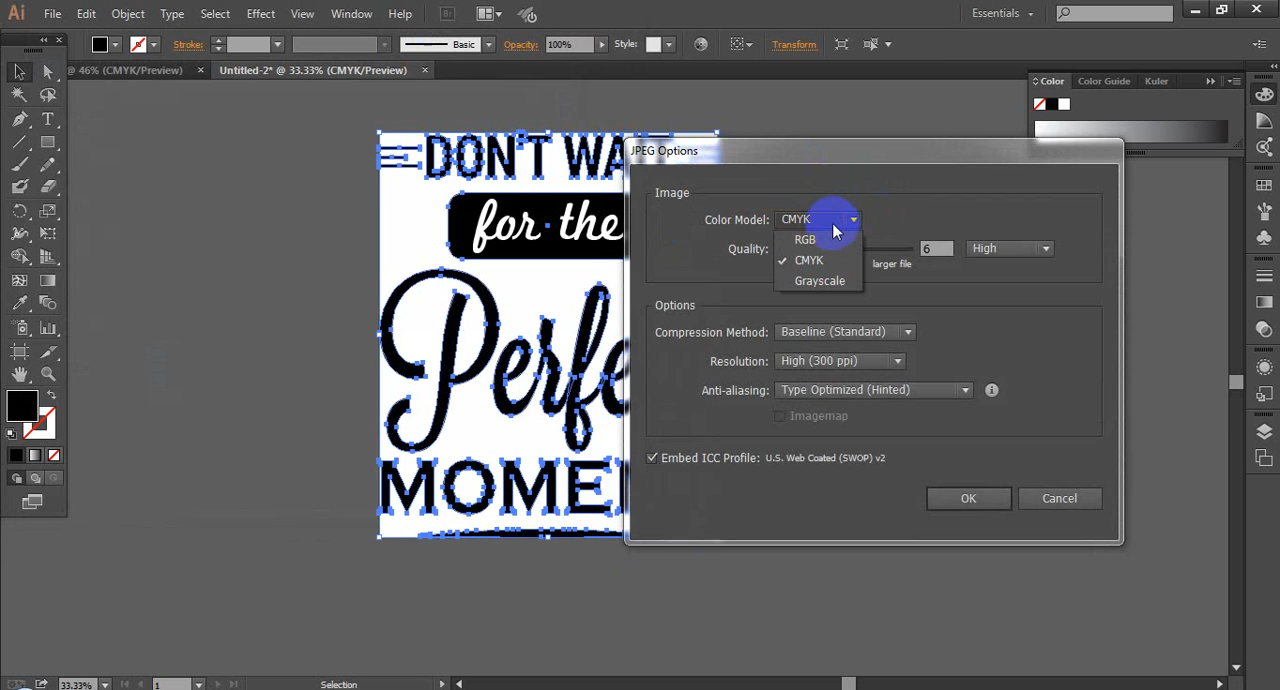 Ai File Edit Object Type Select Effect View Window Help Br Essentials
Stroke: Basic Opacity: 100% Style: Transform
@ 46% (CMYK/Preview) × Untitled-2* @ 33.33% (CMYK/Preview) ×
Color Color Guide Kuler
DON'T WA
for the
Perfe
MOME
JPEG Options
Image
Color Model: CMYK
RGB
CMYK
Grayscale
Quality: 6 High
larger file
Options
Compression Method: Baseline (Standard)
Resolution: High (300 ppi)
Anti-aliasing: Type Optimized (Hinted)
Imagemap
Embed ICC Profile: U.S. Web Coated (SWOP) v2
OK Cancel
33.33% 1 Selection